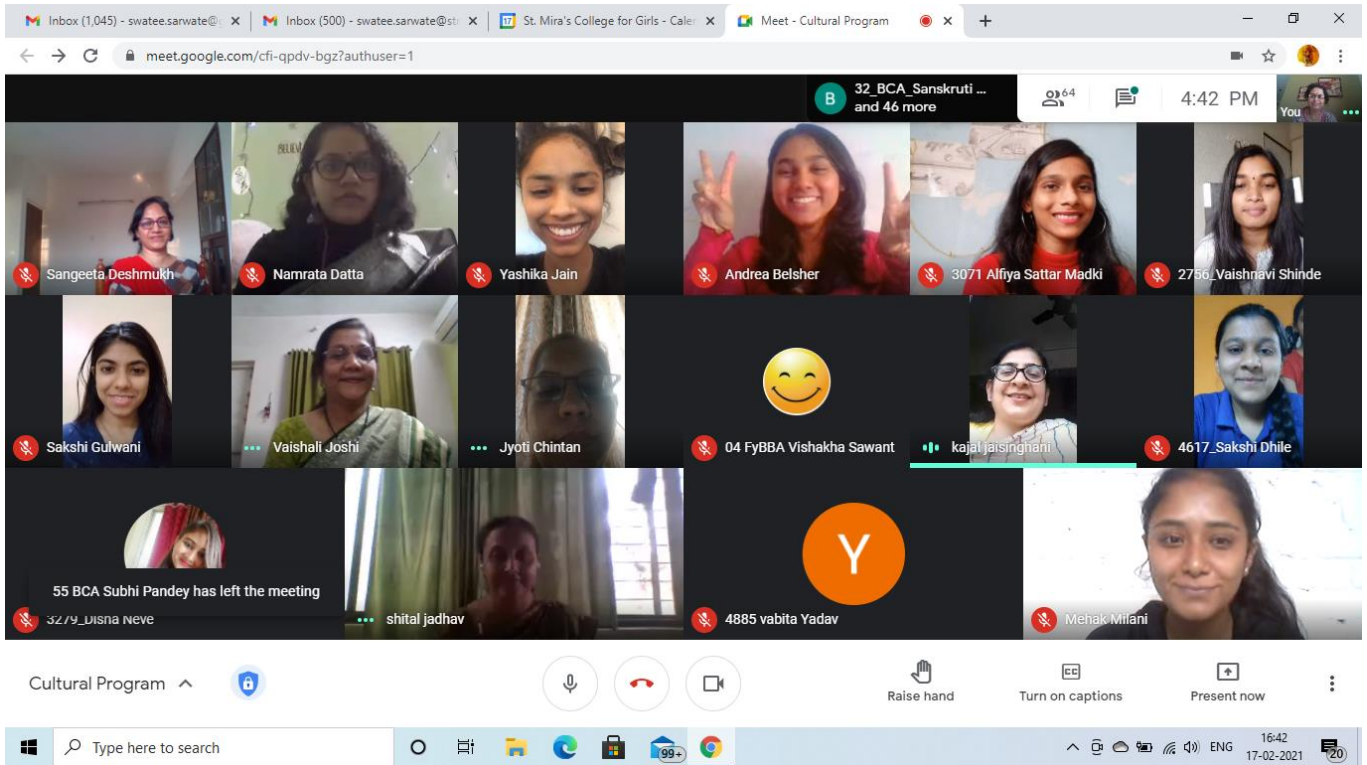 Inbox (1,045) - swatee.sarwate@
Inbox (500) - swatee.sarwate@st
17
St. Mira's College for Girls - Caler
Meet - Cultural Program
meet.google.com/cfi-qpdv-bgz?authuser=1
B
32_BCA_Sanskruti ...
and 46 more
64
4:42 PM
You
Sangeeta Deshmukh
Namrata Datta
Yashika Jain
Andrea Belsher
3071 Alfiya Sattar Madki
2756_Vaishnavi Shinde
Sakshi Gulwani
Vaishali Joshi
Jyoti Chintan
04 FyBBA Vishakha Sawant
kajal jaisinghani
4617_Sakshi Dhile
55 BCA Subhi Pandey has left the meeting
3279_Disha Neve
shital jadhav
Y
4885 vabita Yadav
Mehak Milani
Cultural Program
Raise hand
CC
Turn on captions
Present now
Type here to search
99+
ENG
16:42
17-02-2021
20